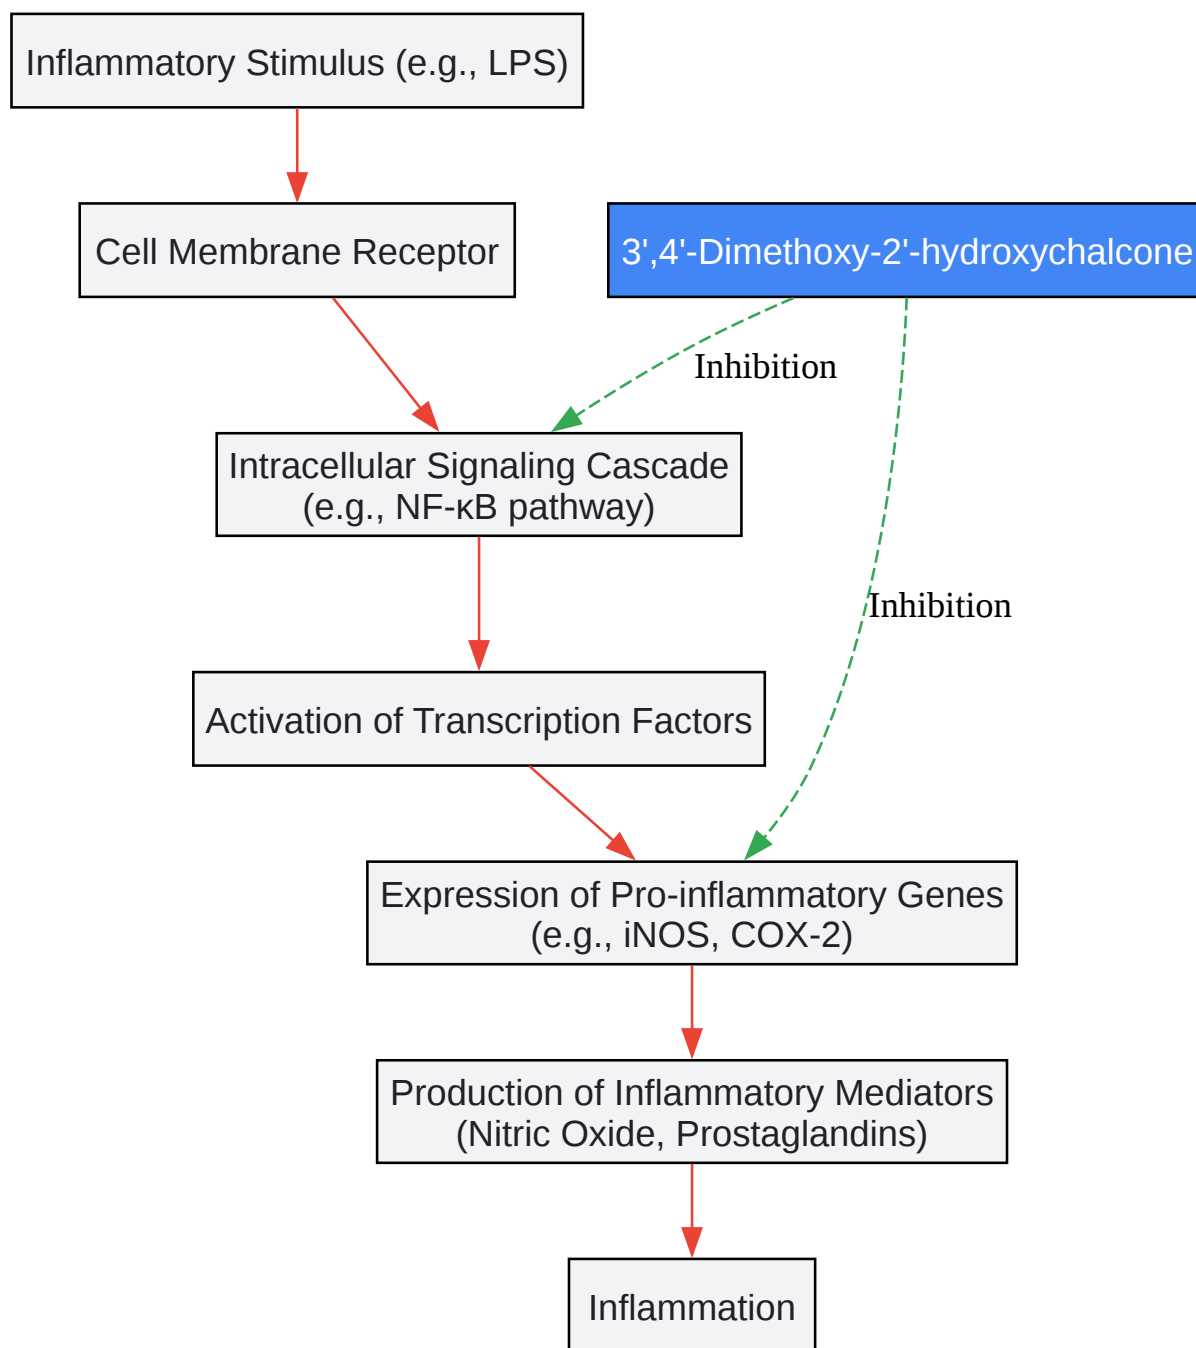 Inflammatory Stimulus (e.g., LPS)
Cell Membrane Receptor
3',4'-Dimethoxy-2'-hydroxychalcone
Inhibition
Intracellular Signaling Cascade
(e.g., NF-κB pathway)
Inhibition
Activation of Transcription Factors
Expression of Pro-inflammatory Genes
(e.g., iNOS, COX-2)
Production of Inflammatory Mediators
(Nitric Oxide, Prostaglandins)
Inflammation